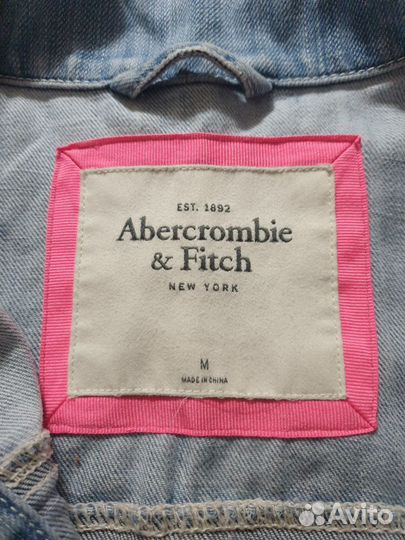 EST. 1892
Abercrombie
& Fitch
NEW YORK
M
MADE IN CHINA
Avito